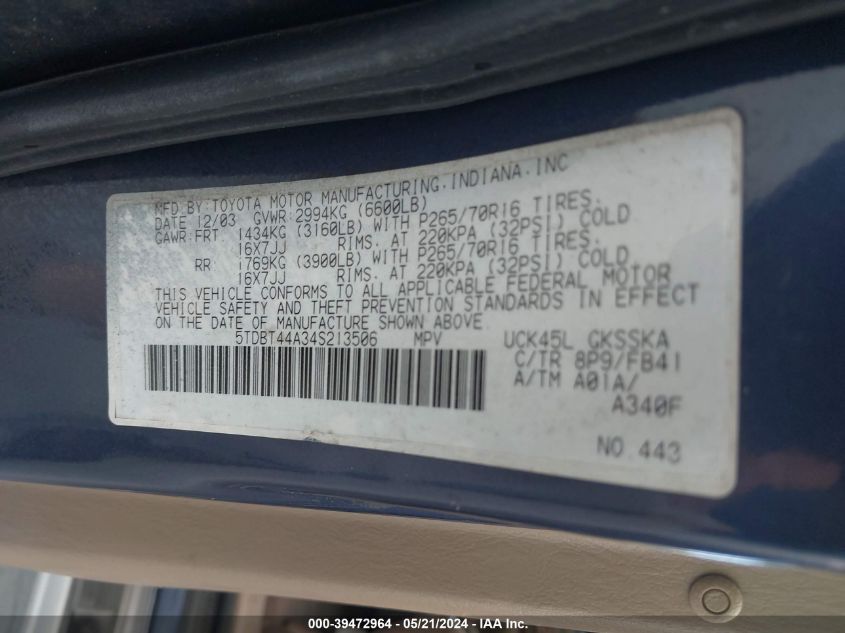 MFD.BY:TOYOTA MOTOR MANUFACTURING.INDIANA.INC
DATE 12/03 GVWR:2994KG (6600LB)
GAWR:FRT 1434KG (3160LB) WITH P265/70R16 TIRES.
16X7JJ RIMS. AT 220KPA (32PSI) COLD
RR 1769KG (3900LB) WITH P265/70R16 TIRES.
16X7JJ RIMS. AT 220KPA (32PSI) COLD
THIS VEHICLE CONFORMS TO ALL APPLICABLE FEDERAL MOTOR
VEHICLE SAFETY AND THEFT PREVENTION STANDARDS IN EFFECT
ON THE DATE OF MANUFACTURE SHOWN ABOVE.
5TDBT44A34S213506 MPV UCK45L GKSSKA
C/TR 8P9/FB41
A/TM A01A/
A340F
NO.443
000-39472964 - 05/21/2024 - IAA Inc.